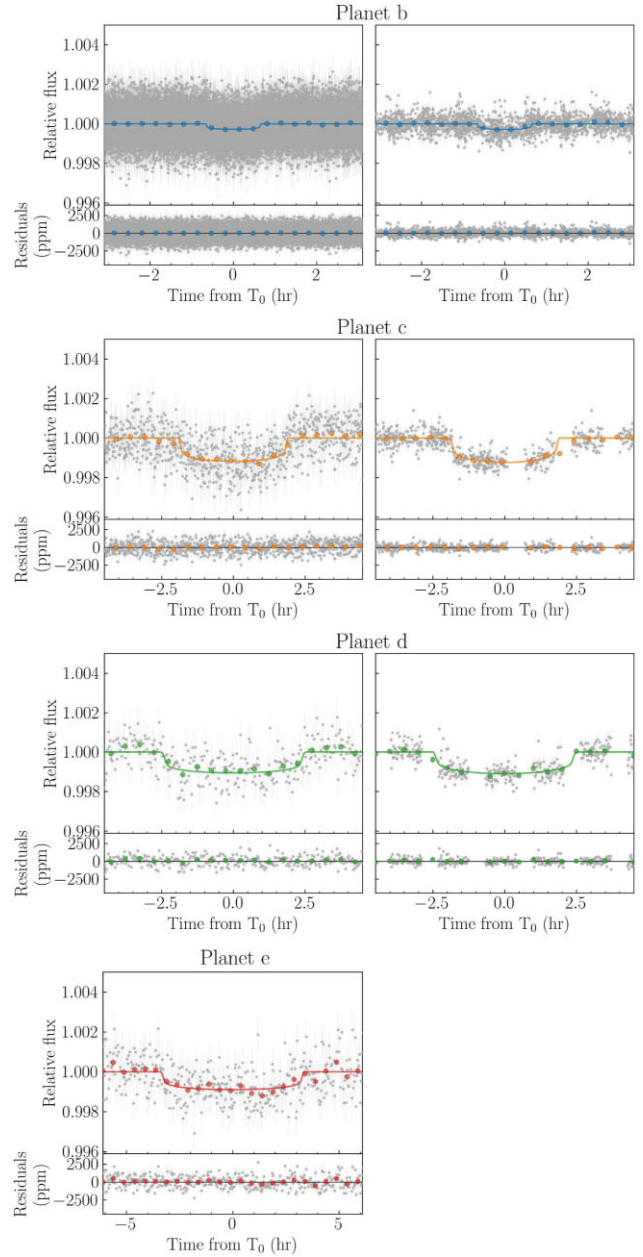 Planet b
1.004
1.002
1.000
0.998
0.996
Relative flux
2500
0
−2500
Residuals
(ppm)
−2 0 2 −2 0 2
Time from T0 (hr) Time from T0 (hr)
Planet c
1.004
1.002
1.000
0.998
0.996
Relative flux
2500
0
−2500
Residuals
(ppm)
−2.5 0.0 2.5 −2.5 0.0 2.5
Time from T0 (hr) Time from T0 (hr)
Planet d
1.004
1.002
1.000
0.998
0.996
Relative flux
2500
0
−2500
Residuals
(ppm)
−2.5 0.0 2.5 −2.5 0.0 2.5
Time from T0 (hr) Time from T0 (hr)
Planet e
1.004
1.002
1.000
0.998
0.996
Relative flux
2500
0
−2500
Residuals
(ppm)
−5 0 5
Time from T0 (hr)